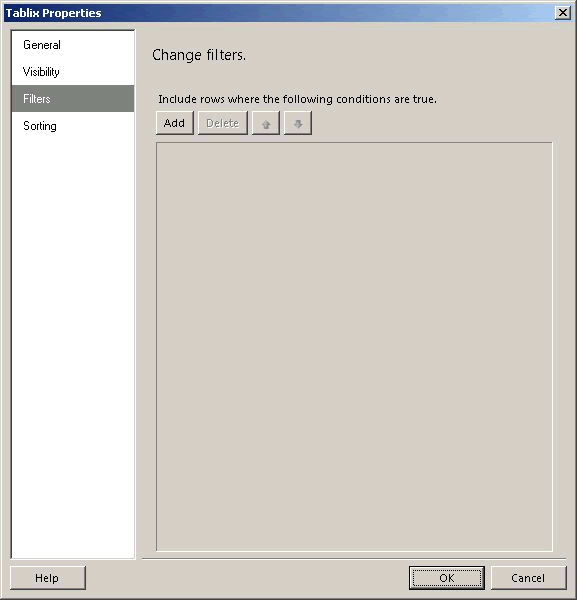 Tablix Properties
General
Visibility
Filters
Sorting
Change filters.
Include rows where the following conditions are true.
Add Delete
Help OK Cancel